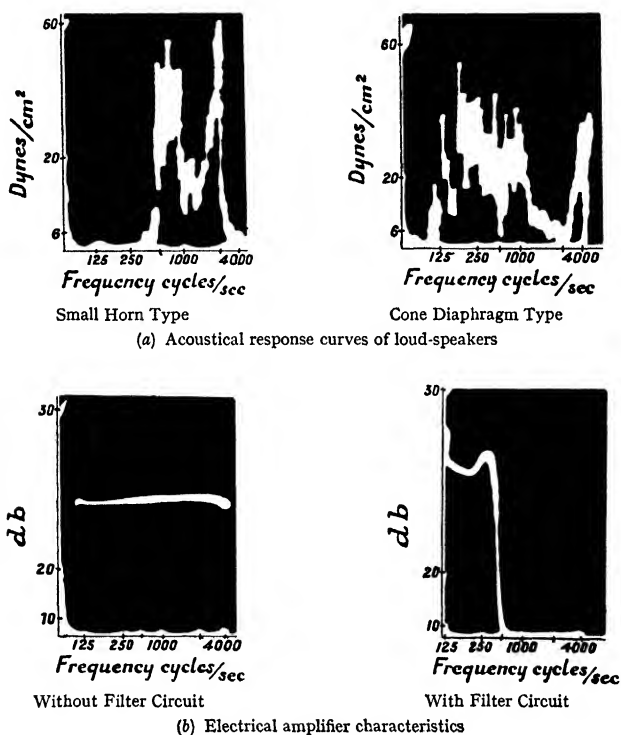 60
20
6
Dynes/cm²
125 250 1000 4000
Frequency cycles/sec
Small Horn Type
60
20
6
Dynes/cm²
125 250 1000 4000
Frequency cycles/sec
Cone Diaphragm Type
(a) Acoustical response curves of loud-speakers
30
20
10
db
125 250 1000 4000
Frequency cycles/sec
Without Filter Circuit
30
20
10
db
125 250 1000 4000
Frequency cycles/sec
With Filter Circuit
(b) Electrical amplifier characteristics